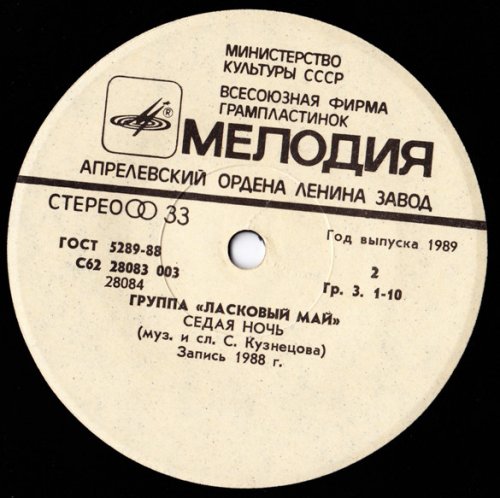 МИНИСТЕРСТВО
КУЛЬТУРЫ СССР
ВСЕСОЮЗНАЯ ФИРМА
ГРАМПЛАСТИНОК
®
МЕЛОДИЯ
АПРЕЛЕВСКИЙ ОРДЕНА ЛЕНИНА ЗАВОД
СТЕРЕО 33
Год выпуска 1989
ГОСТ 5289-88
С62 28083 003
28084
2
Гр. 3. 1-10
ГРУППА «ЛАСКОВЫЙ МАЙ»
СЕДАЯ НОЧЬ
(муз. и сл. С. Кузнецова)
Запись 1988 г.